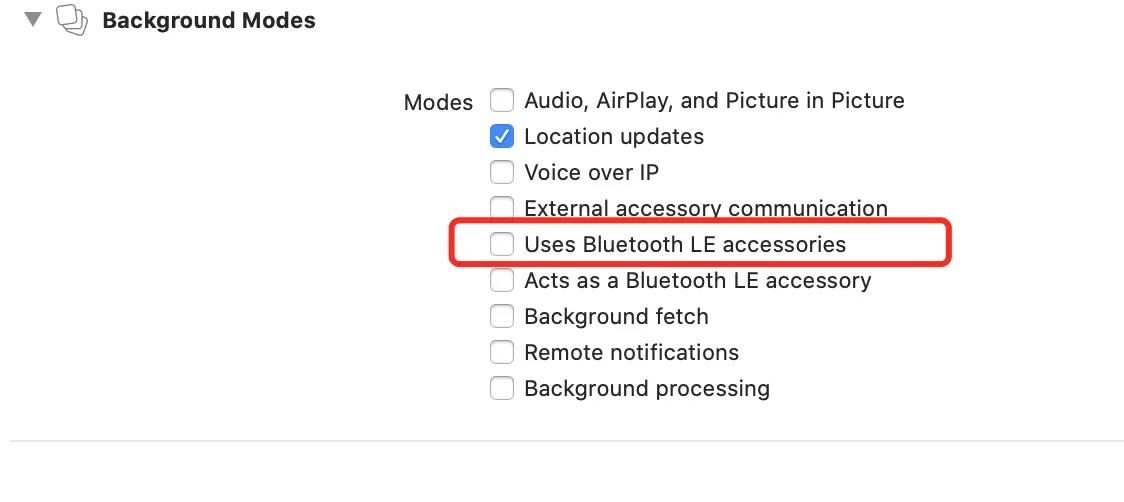 Background Modes
Modes
Audio, AirPlay, and Picture in Picture
Location updates
Voice over IP
External accessory communication
Uses Bluetooth LE accessories
Acts as a Bluetooth LE accessory
Background fetch
Remote notifications
Background processing